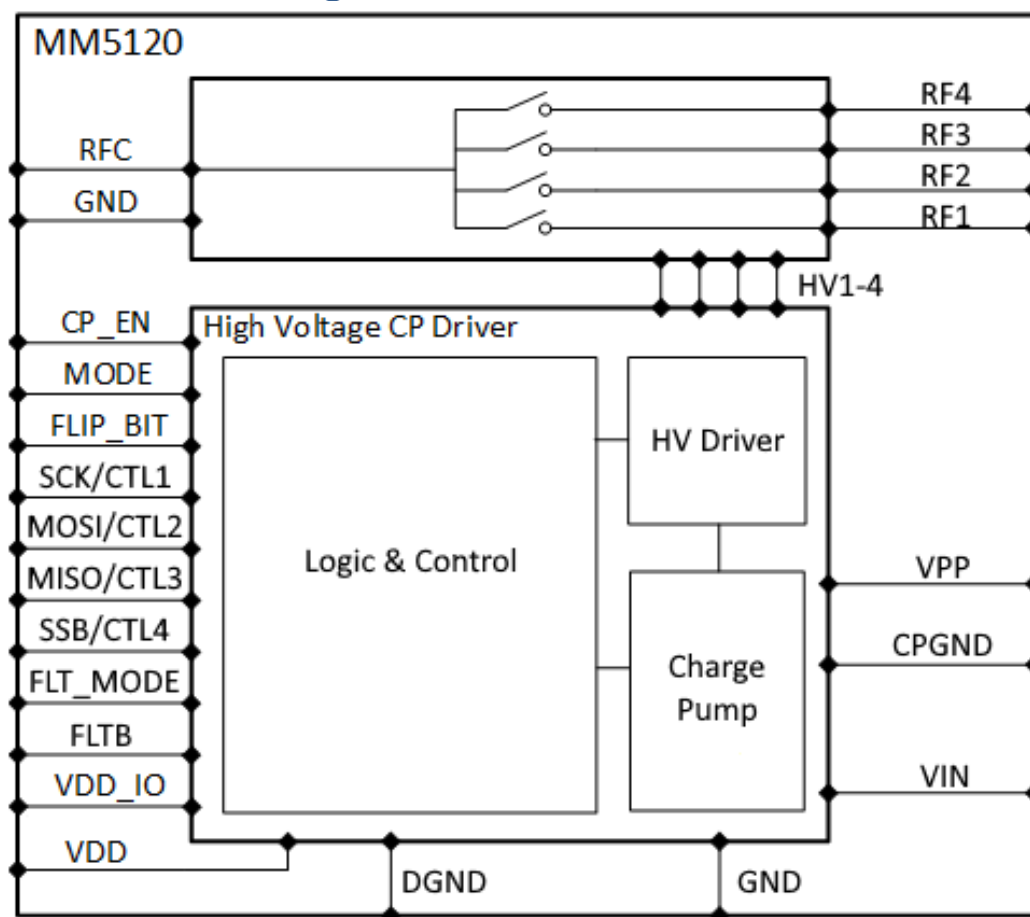 MM5120
RFC
GND
RF4
RF3
RF2
RF1
HV1-4
CP_EN
MODE
FLIP_BIT
SCK/CTL1
MOSI/CTL2
MISO/CTL3
SSB/CTL4
FLT_MODE
FLTB
VDD_IO
VDD
High Voltage CP Driver
Logic & Control
HV Driver
Charge
Pump
VPP
CPGND
VIN
DGND
GND